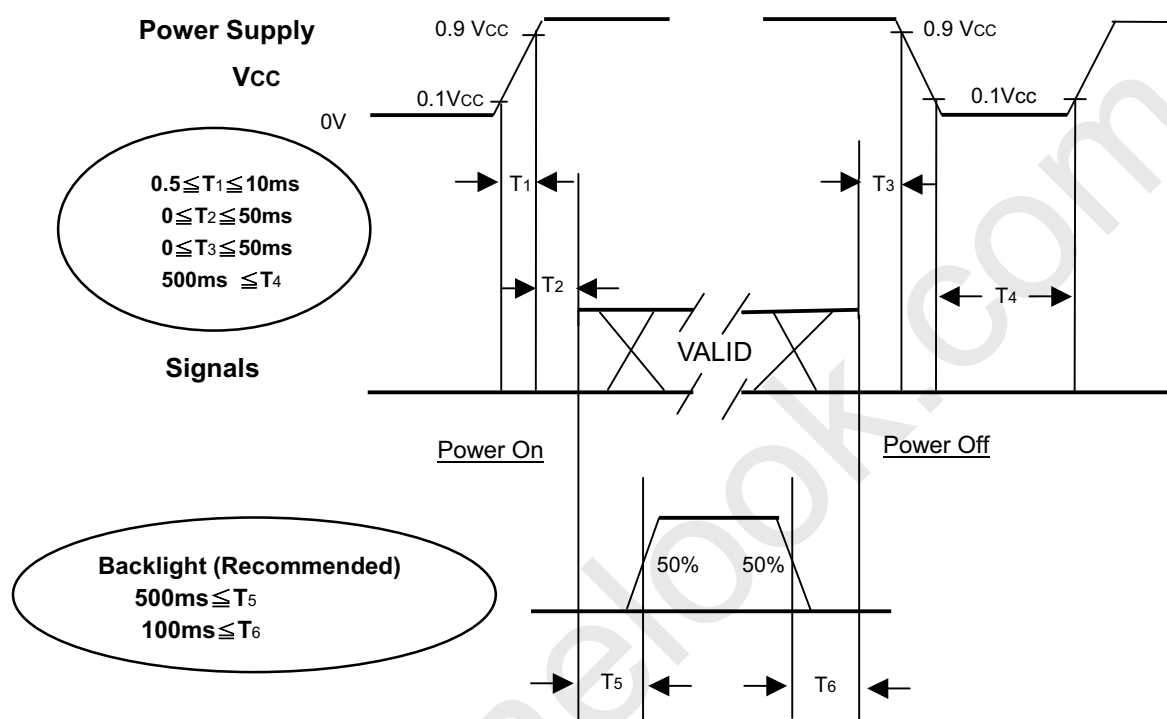 Power Supply
Vcc
0.9 Vcc
0.9 Vcc
0.1Vcc
0.1Vcc
0V
0.5≦T1≦10ms
0≦T2≦50ms
0≦T3≦50ms
500ms ≦T4
T1
T3
T2
T4
VALID
Signals
Power On
Power Off
Backlight (Recommended)
500ms≦T5
100ms≦T6
50%
50%
T5
T6
elook.com